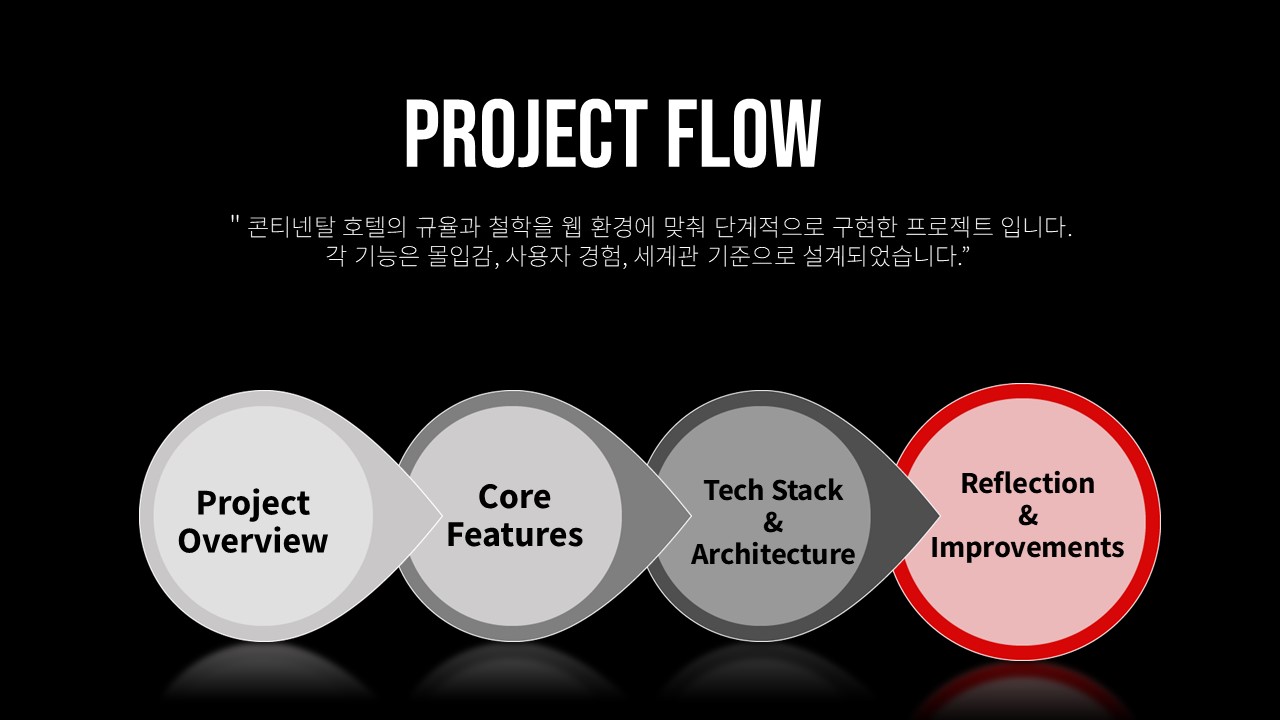 PROJECT FLOW
" 콘티넨탈 호텔의 규율과 철학을 웹 환경에 맞춰 단계적으로 구현한 프로젝트 입니다.
각 기능은 몰입감, 사용자 경험, 세계관 기준으로 설계되었습니다.”
Project
Overview
Core
Features
Tech Stack
&
Architecture
Reflection
&
Improvements